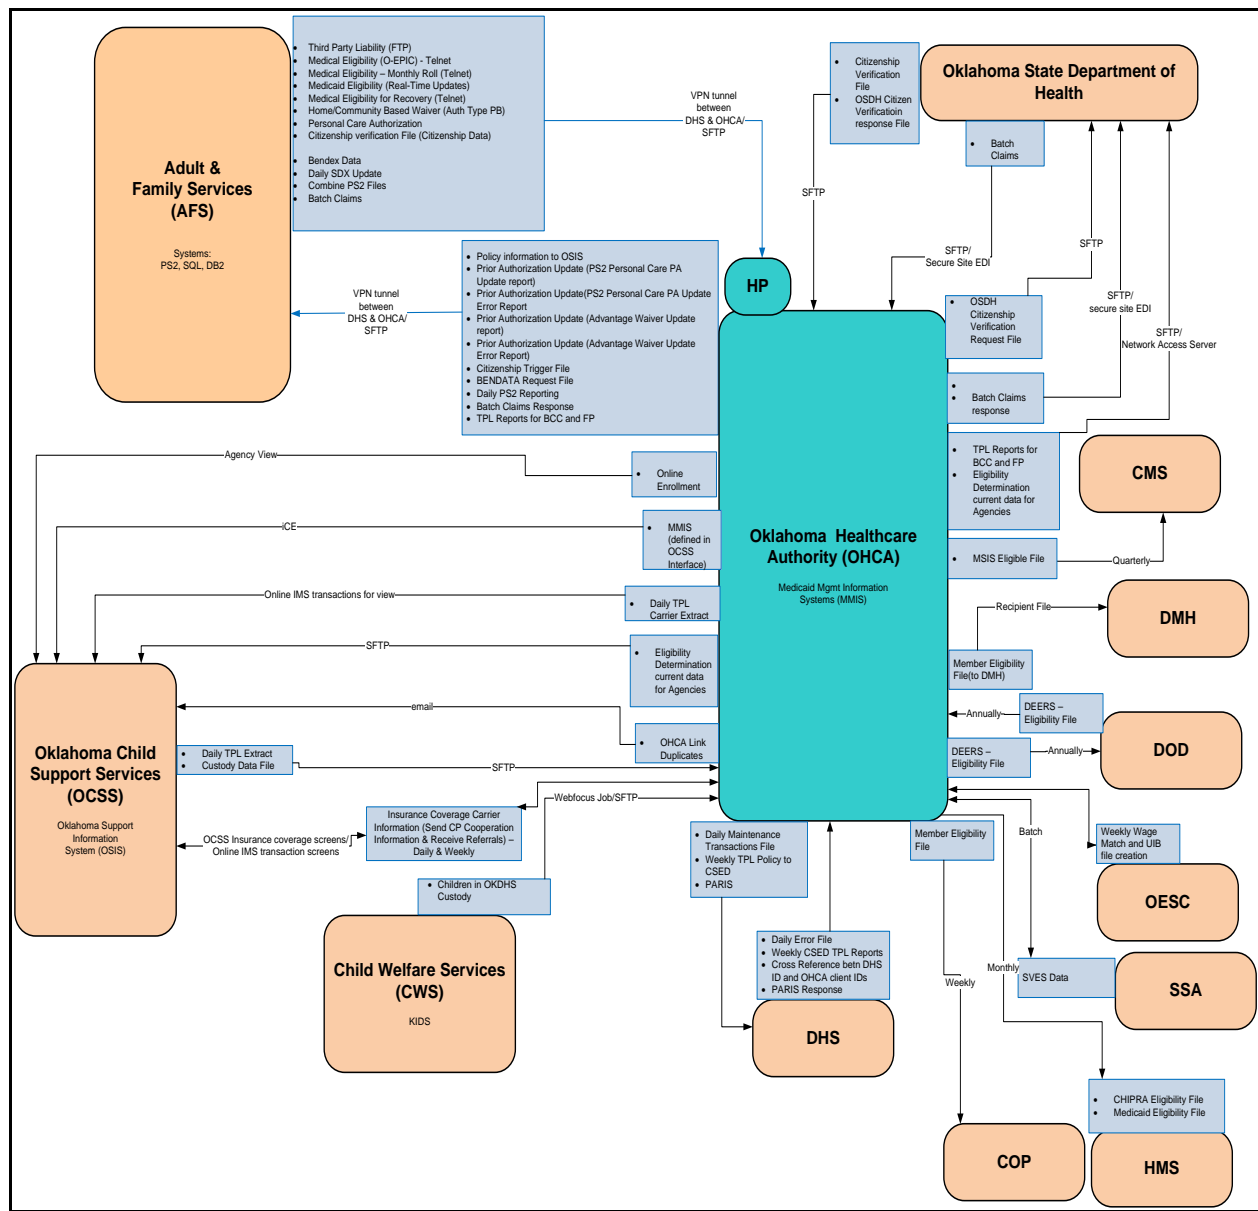 Third Party Liability (FTP)
Medical Eligibility (O-EPIC) - Telnet
Medical Eligibility – Monthly Roll (Telnet)
Medicaid Eligibility (Real-Time Updates)
Medical Eligibility for Recovery (Telnet)
Home/Community Based Waiver (Auth Type PB)
Personal Care Authorization
Citizenship verification File (Citizenship Data)
Bendex Data
Daily SDX Update
Combine PS2 Files
Batch Claims
Adult &
Family Services
(AFS)
Systems:
PS2, SQL, DB2
VPN tunnel
between
DHS & OHCA/
SFTP
Citizenship
Verification
File
OSDH Citizen
Verificatioin
response File
Oklahoma State Department of
Health
Batch
Claims
SFTP
SFTP/
Secure Site EDI
SFTP
SFTP/
secure site EDI
SFTP/
Network Access Server
HP
VPN tunnel
between
DHS & OHCA/
SFTP
Policy information to OSIS
Prior Authorization Update (PS2 Personal Care PA
Update report)
Prior Authorization Update(PS2 Personal Care PA Update
Error Report
Prior Authorization Update (Advantage Waiver Update
report)
Prior Authorization Update (Advantage Waiver Update
Error Report)
Citizenship Trigger File
BENDATA Request File
Daily PS2 Reporting
Batch Claims Response
TPL Reports for BCC and FP
OSDH
Citizenship
Verification
Request File
Batch Claims
response
TPL Reports for
BCC and FP
Eligibility
Determination
current data for
Agencies
CMS
Agency View
Online
Enrollment
iCE
MMIS
(defined in
OCSS
Interface)
Oklahoma Healthcare
Authority (OHCA)
Medicaid Mgmt Information
Systems (MMIS)
MSIS Eligible File
Quarterly
Online IMS transactions for view
Daily TPL
Carrier Extract
Recipient File
DMH
SFTP
Eligibility
Determination
current data
for Agencies
Member Eligibility
File(to DMH)
email
OHCA Link
Duplicates
Annually
DEERS –
Eligibility File
DEERS –
Eligibility File
Annually
DOD
Oklahoma Child
Support Services
(OCSS)
Oklahoma Support
Information
System (OSIS)
Daily TPL Extract
Custody Data File
SFTP
Webfocus Job/SFTP
OCSS Insurance coverage screens/
Online IMS transaction screens
Insurance Coverage Carrier
Information (Send CP Cooperation
Information & Receive Referrals) –
Daily & Weekly
Children in OKDHS
Custody
Child Welfare Services
(CWS)
KIDS
Daily Maintenance
Transactions File
Weekly TPL Policy to
CSED
PARIS
Member Eligibility
File
Batch
Weekly Wage
Match and UIB
file creation
OESC
Daily Error File
Weekly CSED TPL Reports
Cross Reference betn DHS
ID and OHCA client IDs
PARIS Response
DHS
Weekly
Monthly
SVES Data
SSA
CHIPRA Eligibility File
Medicaid Eligibility File
COP
HMS